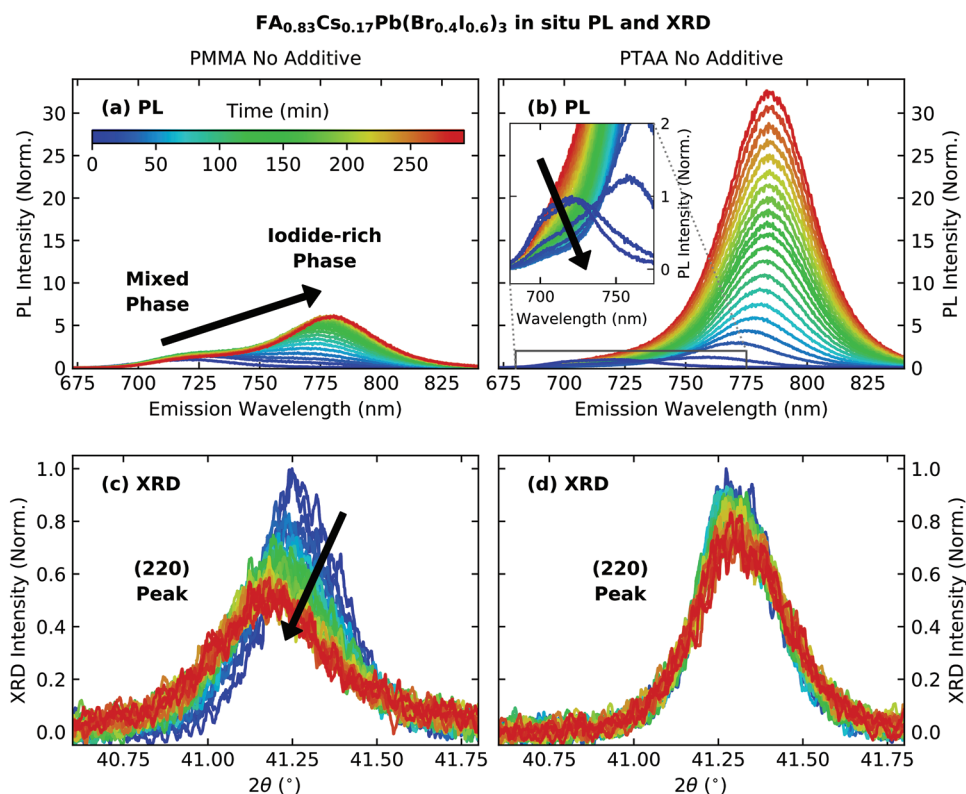 FA₀.₈₃Cs₀.₁₇Pb(Br₀.₄I₀.₆)₃ in situ PL and XRD
PMMA No Additive
PTAA No Additive
(a) PL
Time (min)
0 50 100 150 200 250
Mixed
Phase
Iodide-rich
Phase
PL Intensity (Norm.)
30
25
20
15
10
5
0
675 700 725 750 775 800 825
Emission Wavelength (nm)
(b) PL
2
1
0
PL Intensity (Norm.)
700 750
Wavelength (nm)
30
25
20
15
10
5
0
PL Intensity (Norm.)
675 700 725 750 775 800 825
Emission Wavelength (nm)
(c) XRD
(220)
Peak
XRD Intensity (Norm.)
1.0
0.8
0.6
0.4
0.2
0.0
40.75 41.00 41.25 41.50 41.75
2θ (°)
(d) XRD
(220)
Peak
1.0
0.8
0.6
0.4
0.2
0.0
XRD Intensity (Norm.)
40.75 41.00 41.25 41.50 41.75
2θ (°)